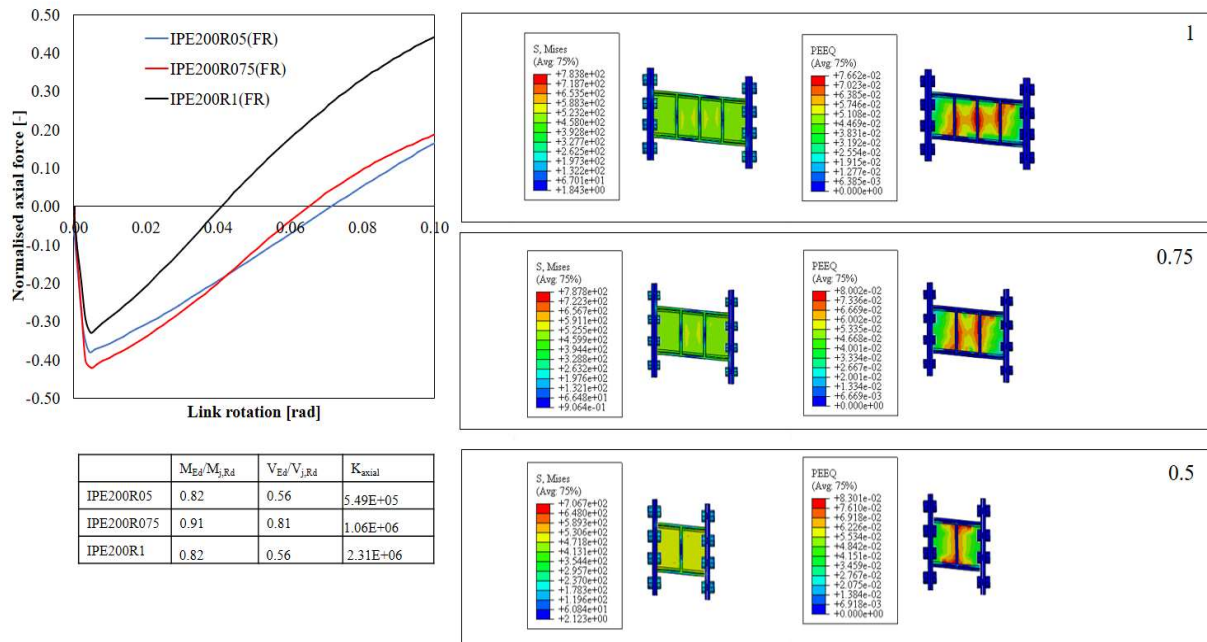 0.50
0.40
0.30
0.20
0.10
0.00
-0.10
-0.20
-0.30
-0.40
-0.50
Normalised axial force [-]
IPE200R05(FR)
IPE200R075(FR)
IPE200R1(FR)
0.00 0.02 0.04 0.06 0.08 0.10
Link rotation [rad]
M_Ed/M_j,Rd V_Ed/V_j,Rd K_axial
IPE200R05 0.82 0.56 5.49E+05
IPE200R075 0.91 0.81 1.06E+06
IPE200R1 0.82 0.56 2.31E+06
1
S, Mises
(Avg: 75%)
+7.838e+02
+7.187e+02
+6.535e+02
+5.883e+02
+5.232e+02
+4.580e+02
+3.928e+02
+3.277e+02
+2.625e+02
+1.973e+02
+1.322e+02
+6.701e+01
+1.843e+00
PEEQ
(Avg: 75%)
+7.662e-02
+7.023e-02
+6.385e-02
+5.746e-02
+5.108e-02
+4.469e-02
+3.831e-02
+3.192e-02
+2.554e-02
+1.915e-02
+1.277e-02
+6.385e-03
+0.000e+00
0.75
S, Mises
(Avg: 75%)
+7.878e+02
+7.223e+02
+6.567e+02
+5.911e+02
+5.255e+02
+4.599e+02
+3.944e+02
+3.288e+02
+2.632e+02
+1.976e+02
+1.321e+02
+6.648e+01
+9.064e-01
PEEQ
(Avg: 75%)
+8.002e-02
+7.336e-02
+6.669e-02
+6.002e-02
+5.335e-02
+4.668e-02
+4.001e-02
+3.334e-02
+2.667e-02
+2.001e-02
+1.334e-02
+6.669e-03
+0.000e+00
0.5
S, Mises
(Avg: 75%)
+7.067e+02
+6.480e+02
+5.893e+02
+5.306e+02
+4.718e+02
+4.131e+02
+3.544e+02
+2.957e+02
+2.370e+02
+1.783e+02
+1.196e+02
+6.084e+01
+2.123e+00
PEEQ
(Avg: 75%)
+8.301e-02
+7.610e-02
+6.918e-02
+6.226e-02
+5.534e-02
+4.842e-02
+4.151e-02
+3.459e-02
+2.767e-02
+2.075e-02
+1.384e-02
+6.918e-03
+0.000e+00